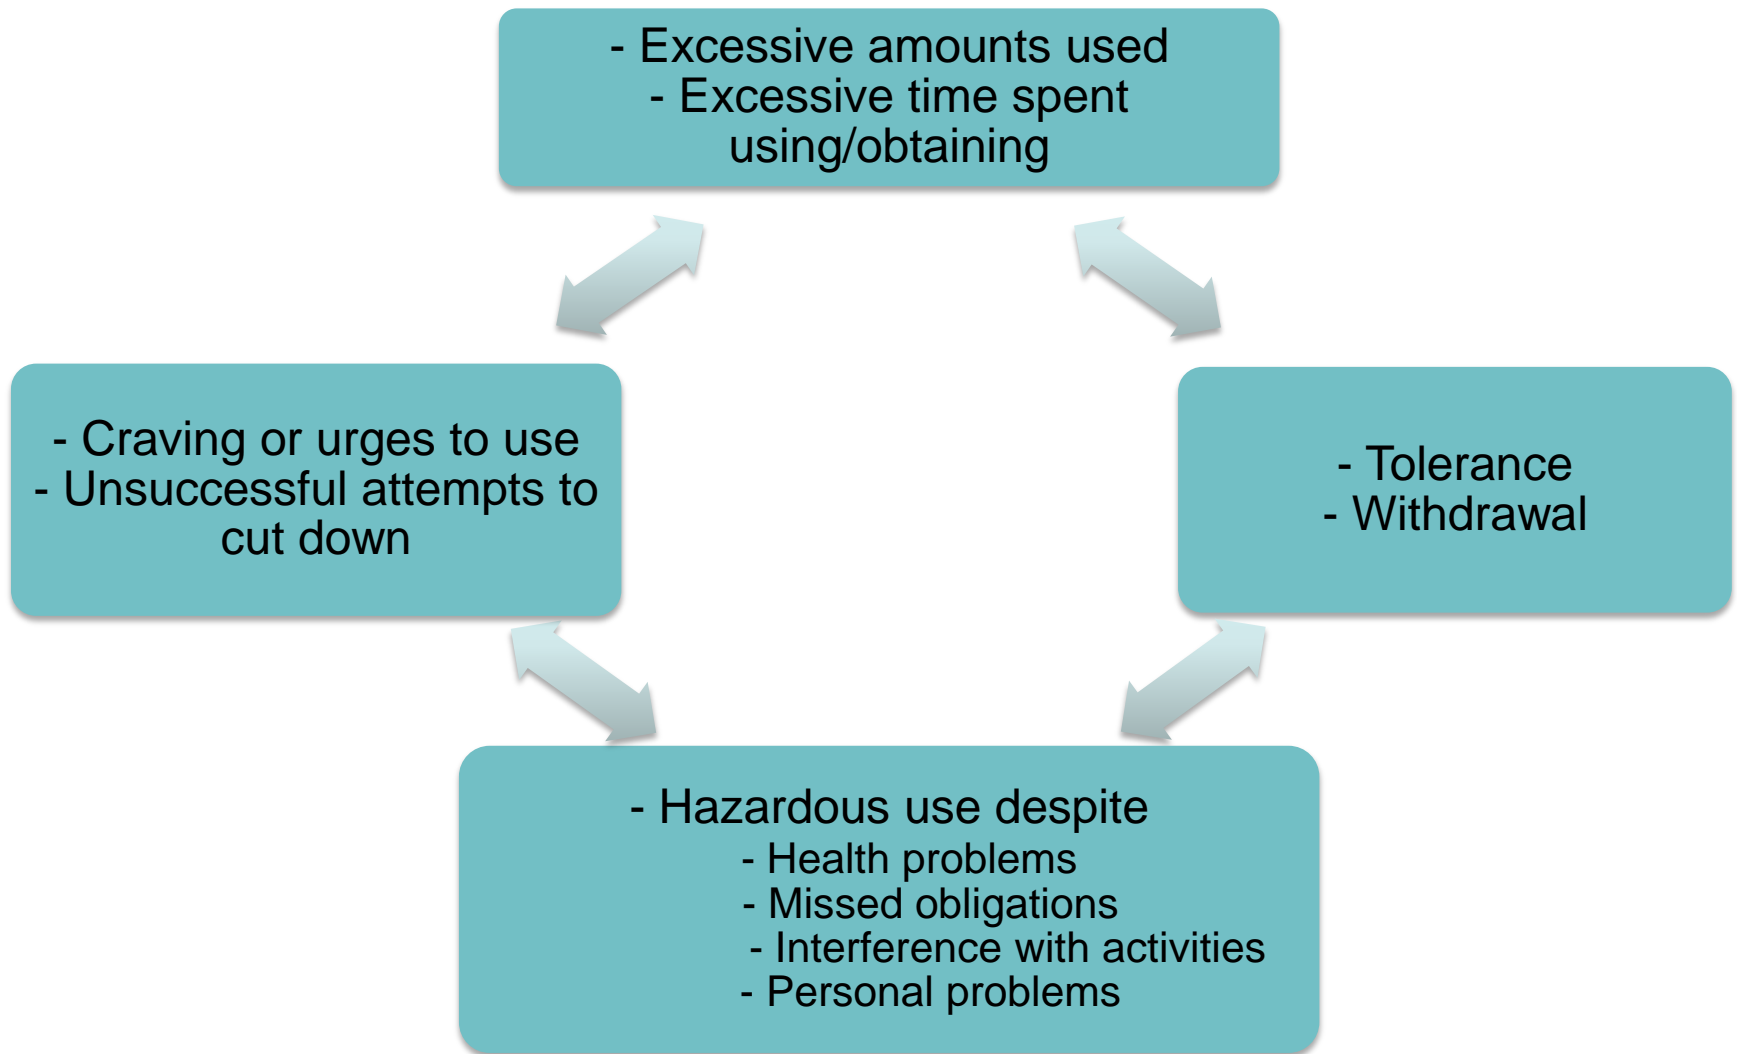 - Excessive amounts used
- Excessive time spent
using/obtaining
- Craving or urges to use
- Unsuccessful attempts to
cut down
- Tolerance
- Withdrawal
- Hazardous use despite
- Health problems
- Missed obligations
- Interference with activities
- Personal problems